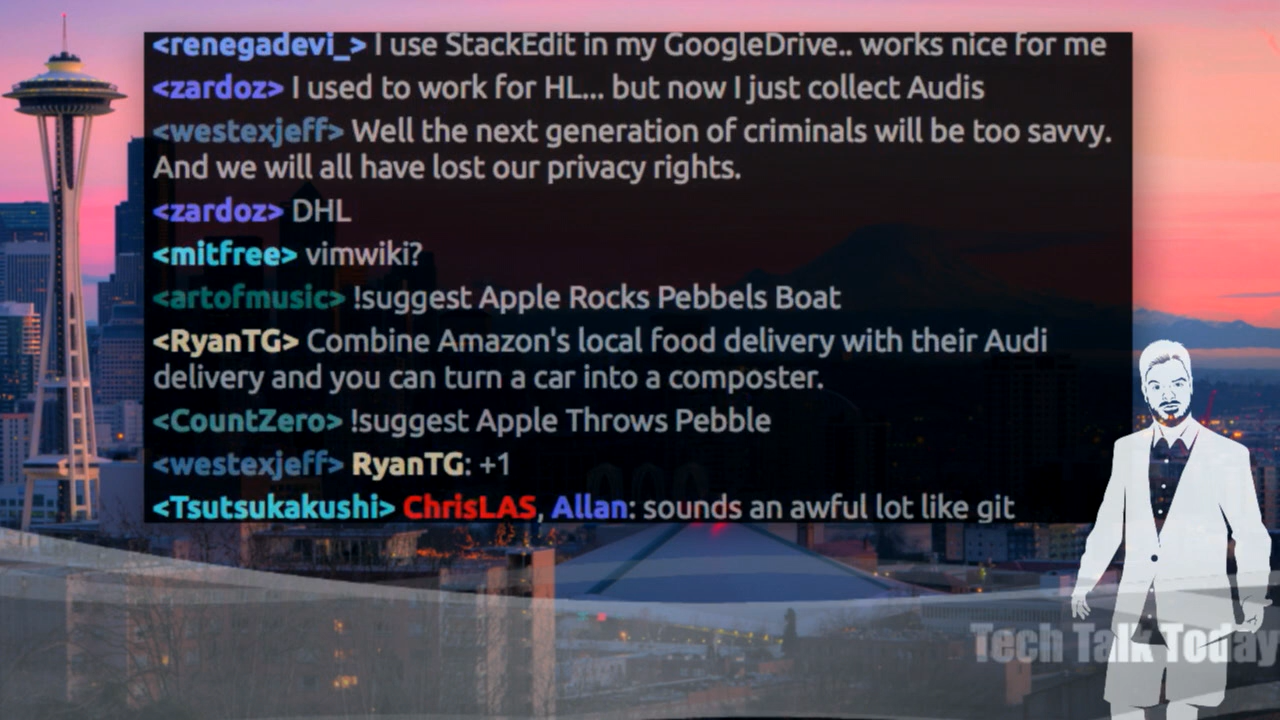 <renegadevi_> I use StackEdit in my GoogleDrive.. works nice for me
<zardoz> I used to work for HL... but now I just collect Audis
<westexjeff> Well the next generation of criminals will be too savvy.
And we will all have lost our privacy rights.
<zardoz> DHL
<mitfree> vimwiki?
<artofmusic> !suggest Apple Rocks Pebbels Boat
<RyanTG> Combine Amazon's local food delivery with their Audi
delivery and you can turn a car into a composter.
<CountZero> !suggest Apple Throws Pebble
<westexjeff> RyanTG: +1
<Tsutsukakushi> ChrisLAS, Allan: sounds an awful lot like git
Tech Talk Today